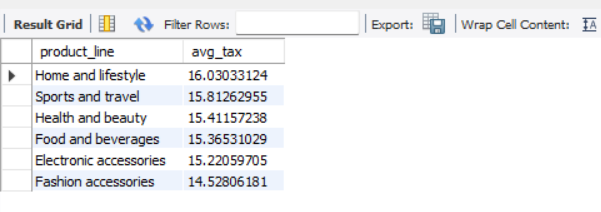 Result Grid Filter Rows: Export: Wrap Cell Content: IA
product_line avg_tax
Home and lifestyle 16.03033124
Sports and travel 15.81262955
Health and beauty 15.41157238
Food and beverages 15.36531029
Electronic accessories 15.22059705
Fashion accessories 14.52806181